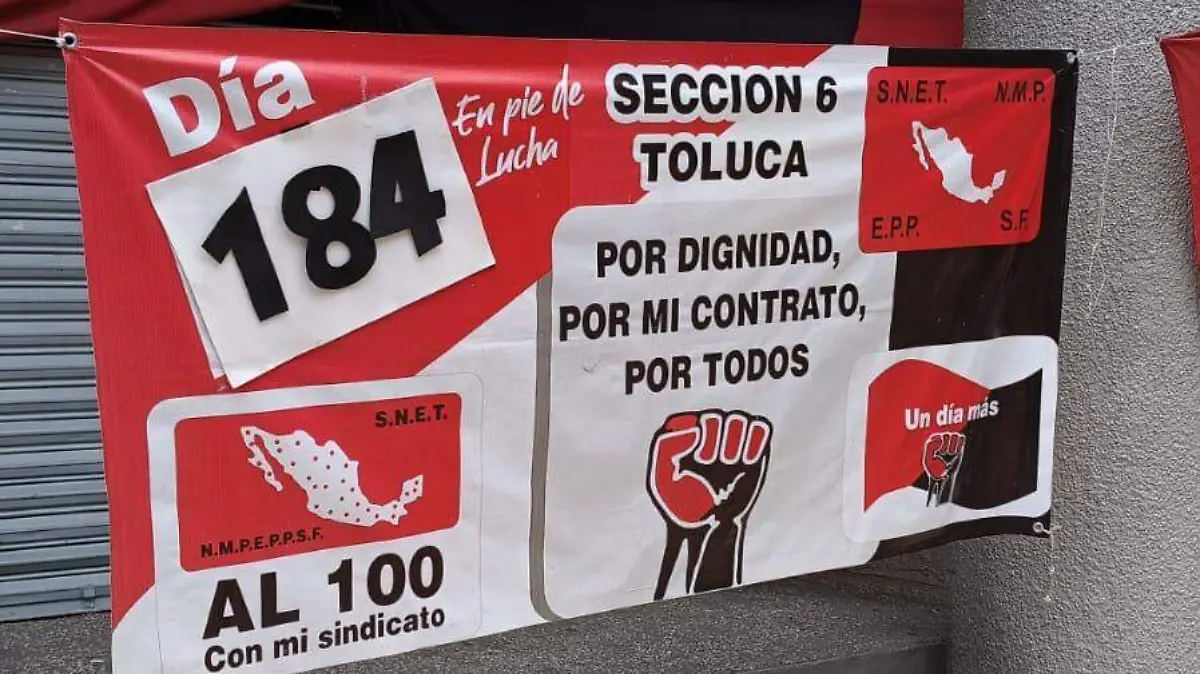 Día
184
En pie de
Lucha
SECCION 6
TOLUCA
S.N.E.T.
N.M.P.
E.P.P.
S.F.
POR DIGNIDAD,
POR MI CONTRATO,
POR TODOS
Un día más
S.N.E.T.
N.M.P.E.P.P.S.F.
AL 100
Con mi sindicato